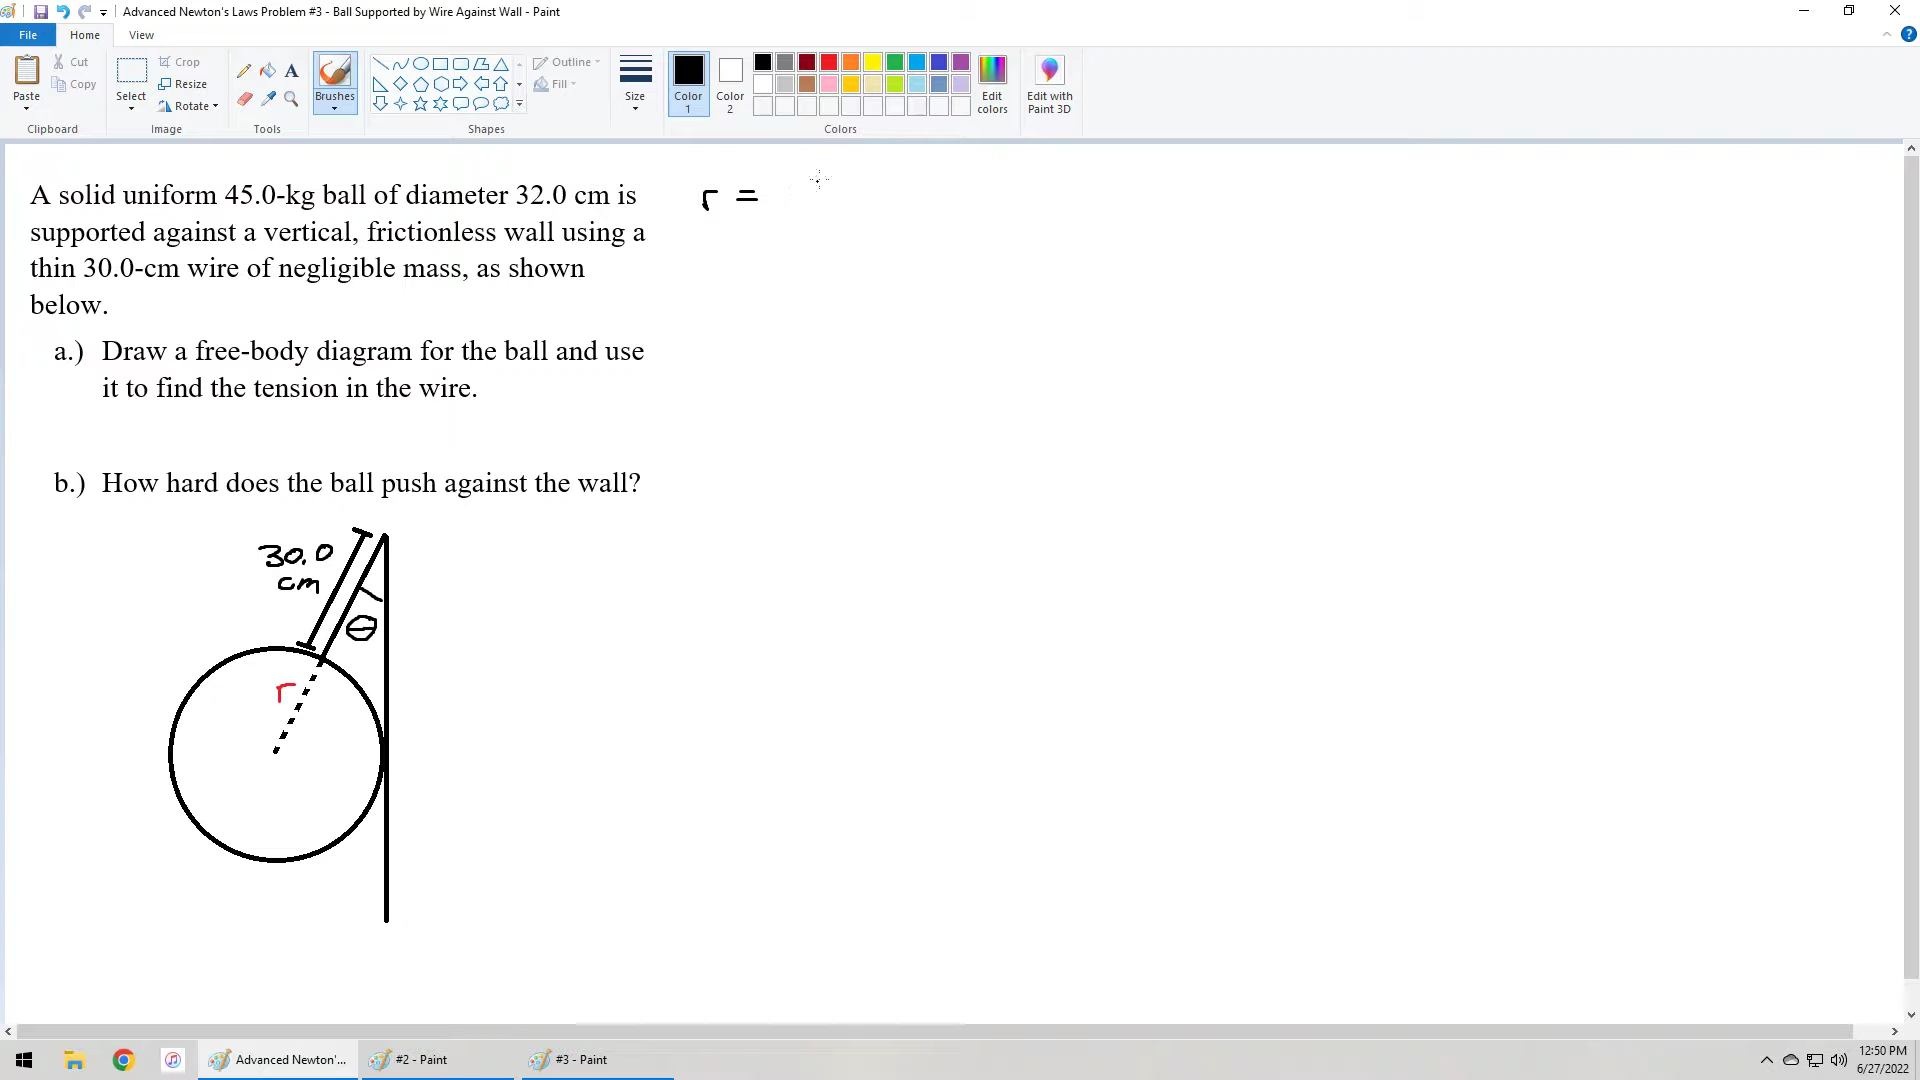 Advanced Newton's Laws Problem #3 - Ball Supported by Wire Against Wall - Paint
File Home View
Paste Cut Copy Select Crop Resize Rotate Brushes Outline Fill Size Color 1 Color 2 Edit colors Edit with Paint 3D
Clipboard Image Tools Shapes Colors
A solid uniform 45.0-kg ball of diameter 32.0 cm is
supported against a vertical, frictionless wall using a
thin 30.0-cm wire of negligible mass, as shown
below.
a.) Draw a free-body diagram for the ball and use
it to find the tension in the wire.
b.) How hard does the ball push against the wall?
r =
30.0
cm
θ
r
Advanced Newton'... #2 - Paint #3 - Paint
12:50 PM
6/27/2022